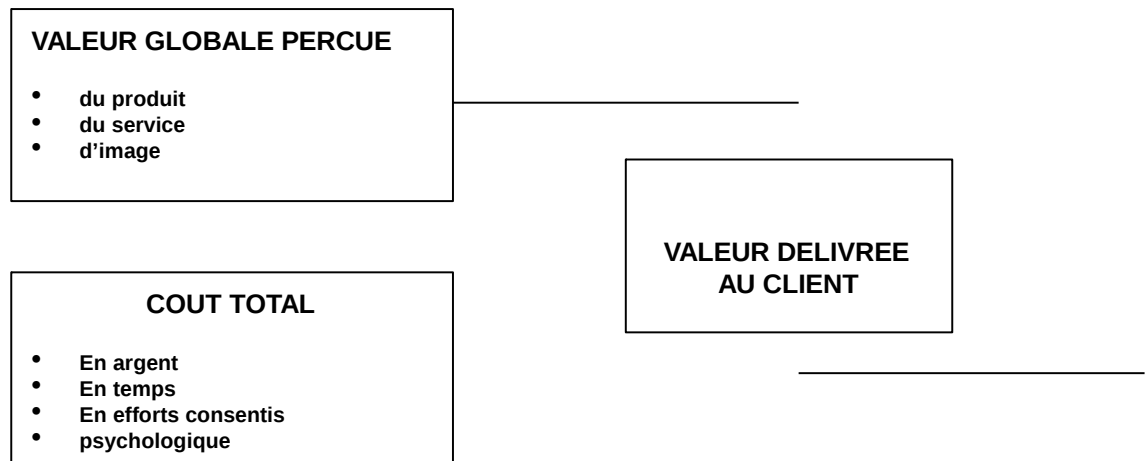 VALEUR GLOBALE PERCUE
• du produit
• du service
• d’image
COUT TOTAL
• En argent
• En temps
• En efforts consentis
• psychologique
VALEUR DELIVREE
AU CLIENT